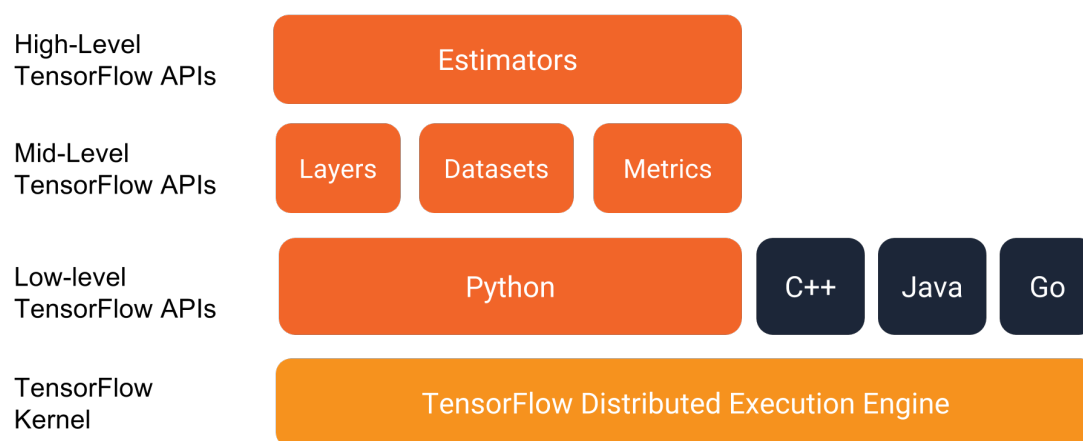 High-Level
TensorFlow APIs
Estimators
Mid-Level
TensorFlow APIs
Layers
Datasets
Metrics
Low-level
TensorFlow APIs
Python
C++
Java
Go
TensorFlow
Kernel
TensorFlow Distributed Execution Engine